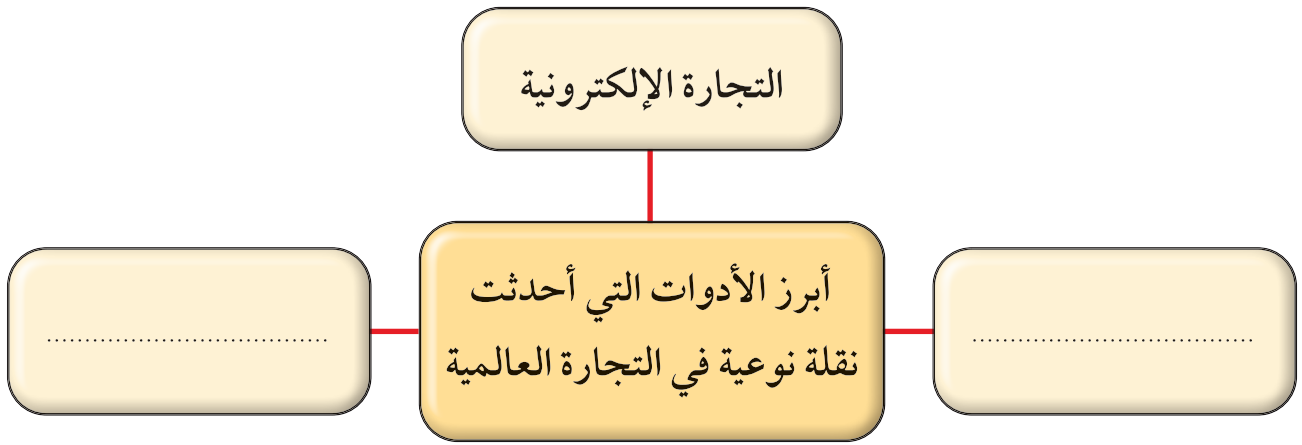 التجارة الإلكترونية
أبرز الأدوات التي أحدثت
نقلة نوعية في التجارة العالمية
....................................
....................................